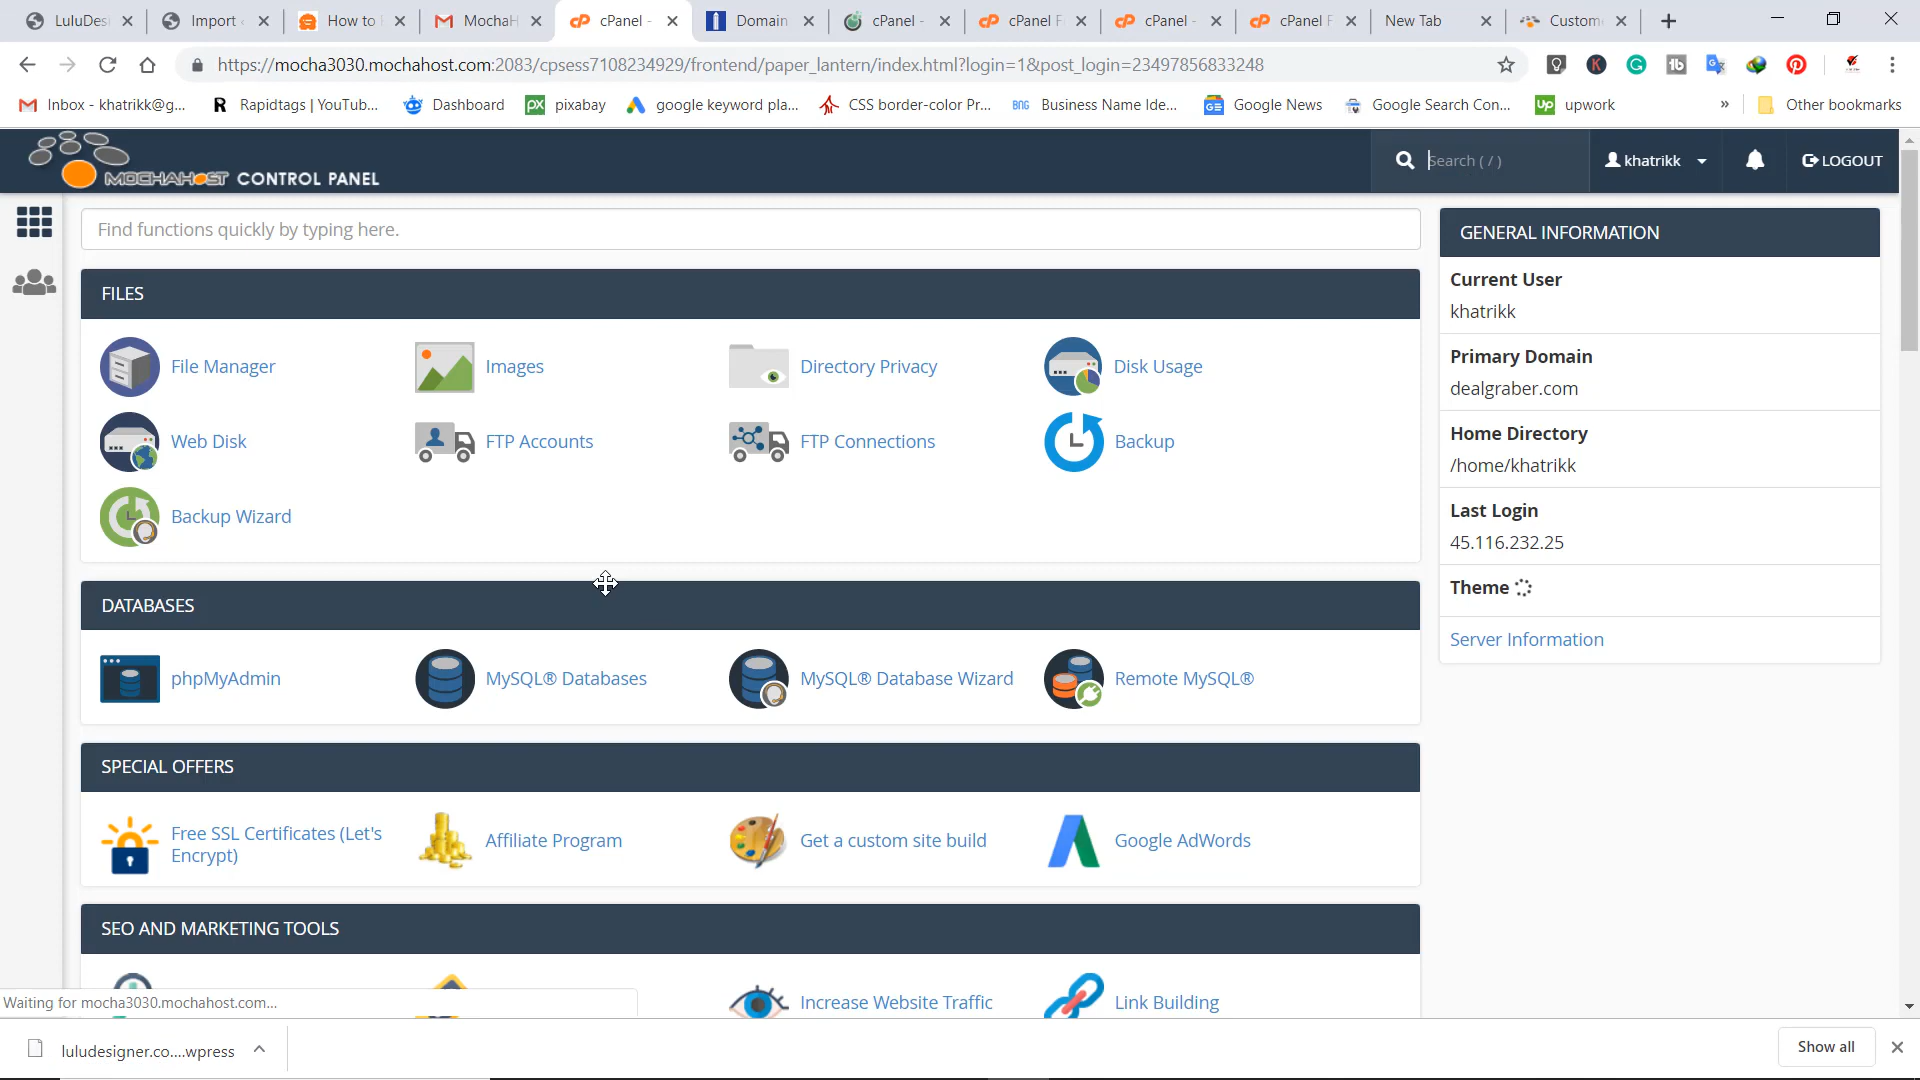 LuluDes
Import
How to
MochaH
cPanel -
Domain
cPanel -
cPanel F
cPanel -
cPanel F
New Tab
Custom
https://mocha3030.mochahost.com:2083/cpsess7108234929/frontend/paper_lantern/index.html?login=1&post_login=23497856833248
Inbox - khatrikk@g...
Rapidtags | YouTub...
Dashboard
pixabay
google keyword pla...
CSS border-color Pr...
BNG Business Name Ide...
Google News
Google Search Con...
upwork
»
Other bookmarks
MOCHAHOST CONTROL PANEL
Search ( / )
khatrikk
LOGOUT
Find functions quickly by typing here.
FILES
File Manager
Images
Directory Privacy
Disk Usage
Web Disk
FTP Accounts
FTP Connections
Backup
Backup Wizard
DATABASES
phpMyAdmin
MySQL® Databases
MySQL® Database Wizard
Remote MySQL®
SPECIAL OFFERS
Free SSL Certificates (Let's
Encrypt)
Affiliate Program
Get a custom site build
Google AdWords
SEO AND MARKETING TOOLS
Increase Website Traffic
Link Building
GENERAL INFORMATION
Current User
khatrikk
Primary Domain
dealgraber.com
Home Directory
/home/khatrikk
Last Login
45.116.232.25
Theme
Server Information
Waiting for mocha3030.mochahost.com...
luludesigner.co....wpress
Show all